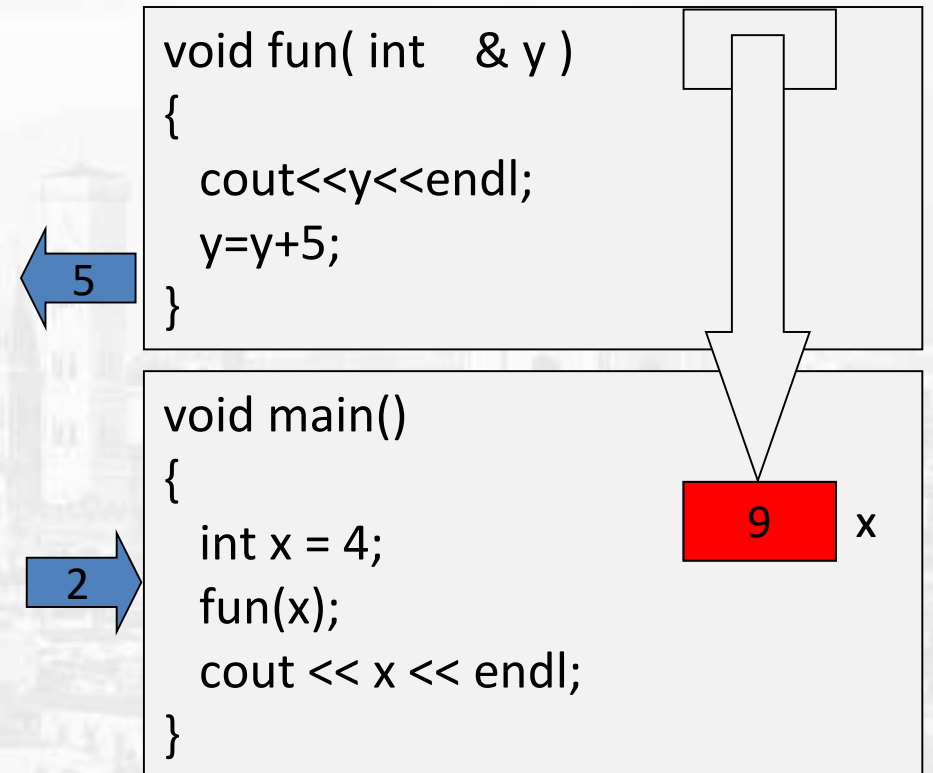 void fun( int & y )
{
cout<<y<<endl;
y=y+5;
5
}
void main()
{
9 x
int x = 4;
2
fun(x);
cout << x << endl;
}